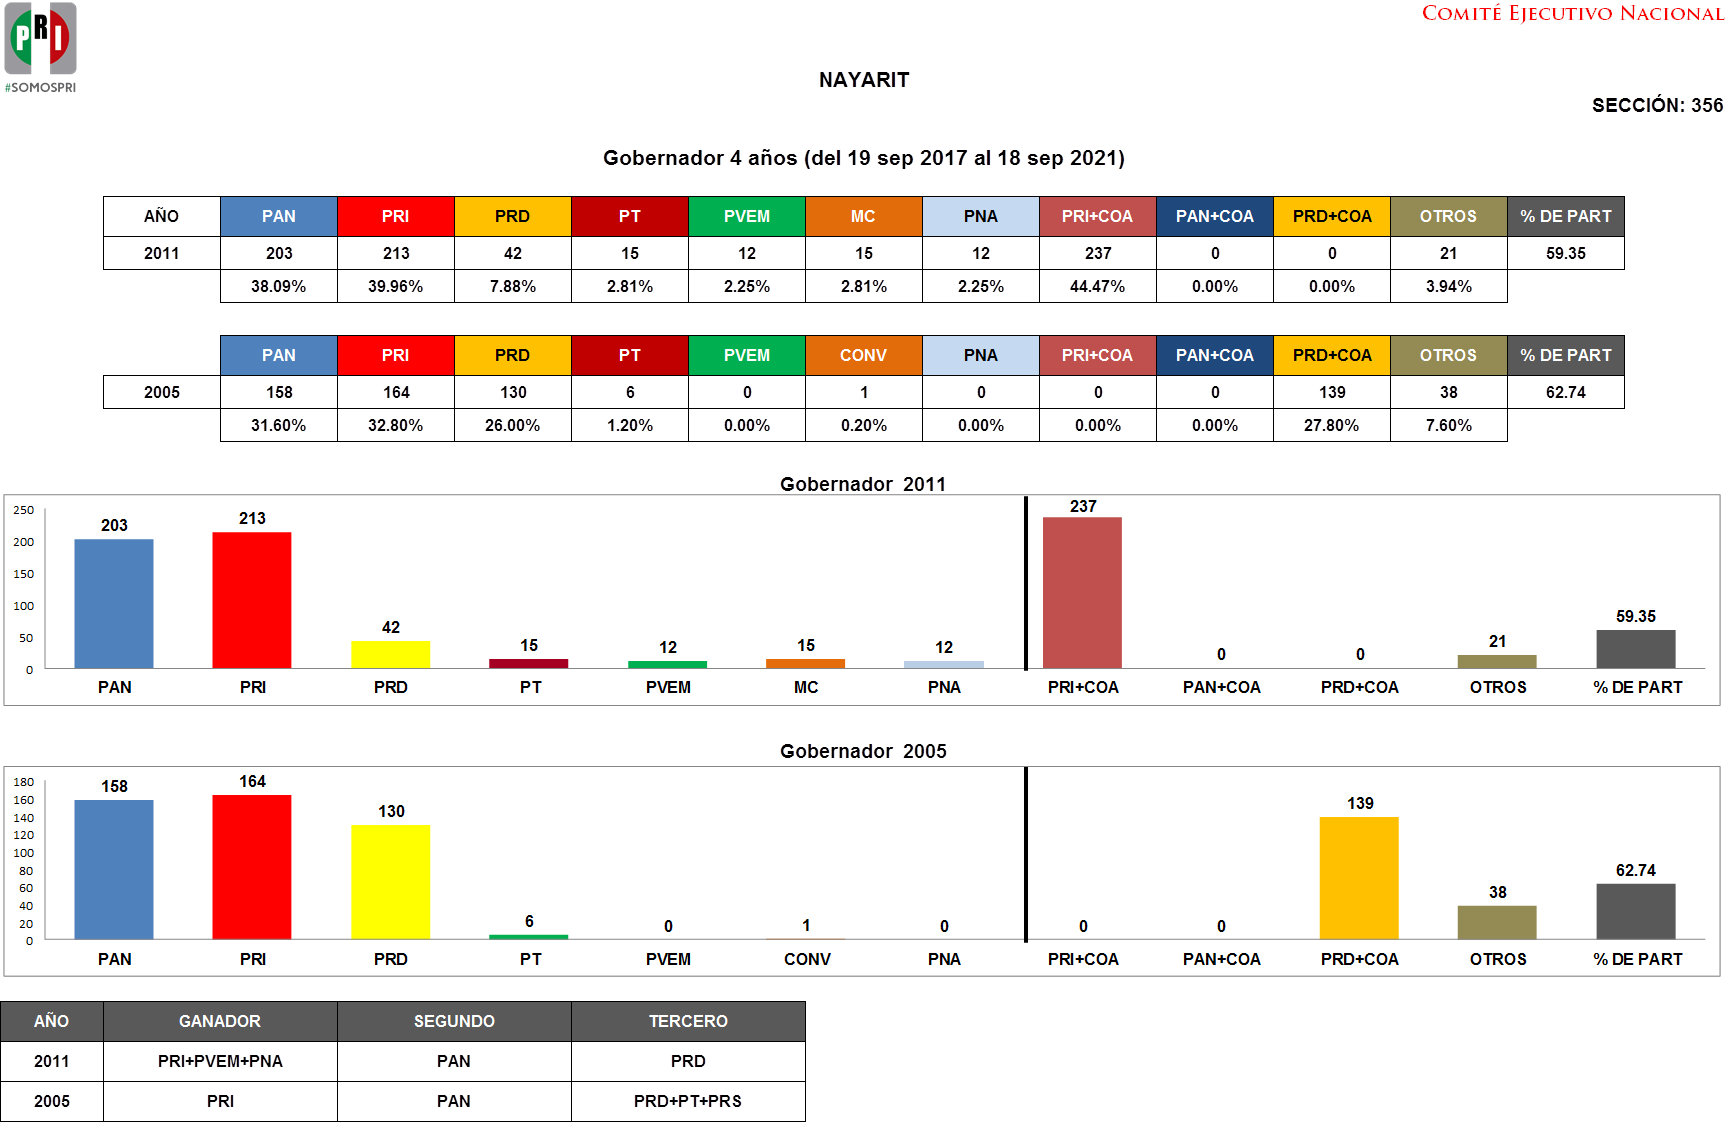 PRI
#SOMOSPRI
COMITÉ EJECUTIVO NACIONAL
NAYARIT
SECCIÓN: 356
Gobernador 4 años (del 19 sep 2017 al 18 sep 2021)
AÑO PAN PRI PRD PT PVEM MC PNA PRI+COA PAN+COA PRD+COA OTROS % DE PART
2011 203 213 42 15 12 15 12 237 0 0 21 59.35
38.09% 39.96% 7.88% 2.81% 2.25% 2.81% 2.25% 44.47% 0.00% 0.00% 3.94%
PAN PRI PRD PT PVEM CONV PNA PRI+COA PAN+COA PRD+COA OTROS % DE PART
2005 158 164 130 6 0 1 0 0 0 139 38 62.74
31.60% 32.80% 26.00% 1.20% 0.00% 0.20% 0.00% 0.00% 0.00% 27.80% 7.60%
Gobernador 2011
250
200
150
100
50
0
203 213 42 15 12 15 12 237 0 0 21 59.35
PAN PRI PRD PT PVEM MC PNA PRI+COA PAN+COA PRD+COA OTROS % DE PART
Gobernador 2005
180
160
140
120
100
80
60
40
20
0
158 164 130 6 0 1 0 0 0 139 38 62.74
PAN PRI PRD PT PVEM CONV PNA PRI+COA PAN+COA PRD+COA OTROS % DE PART
AÑO GANADOR SEGUNDO TERCERO
2011 PRI+PVEM+PNA PAN PRD
2005 PRI PAN PRD+PT+PRS